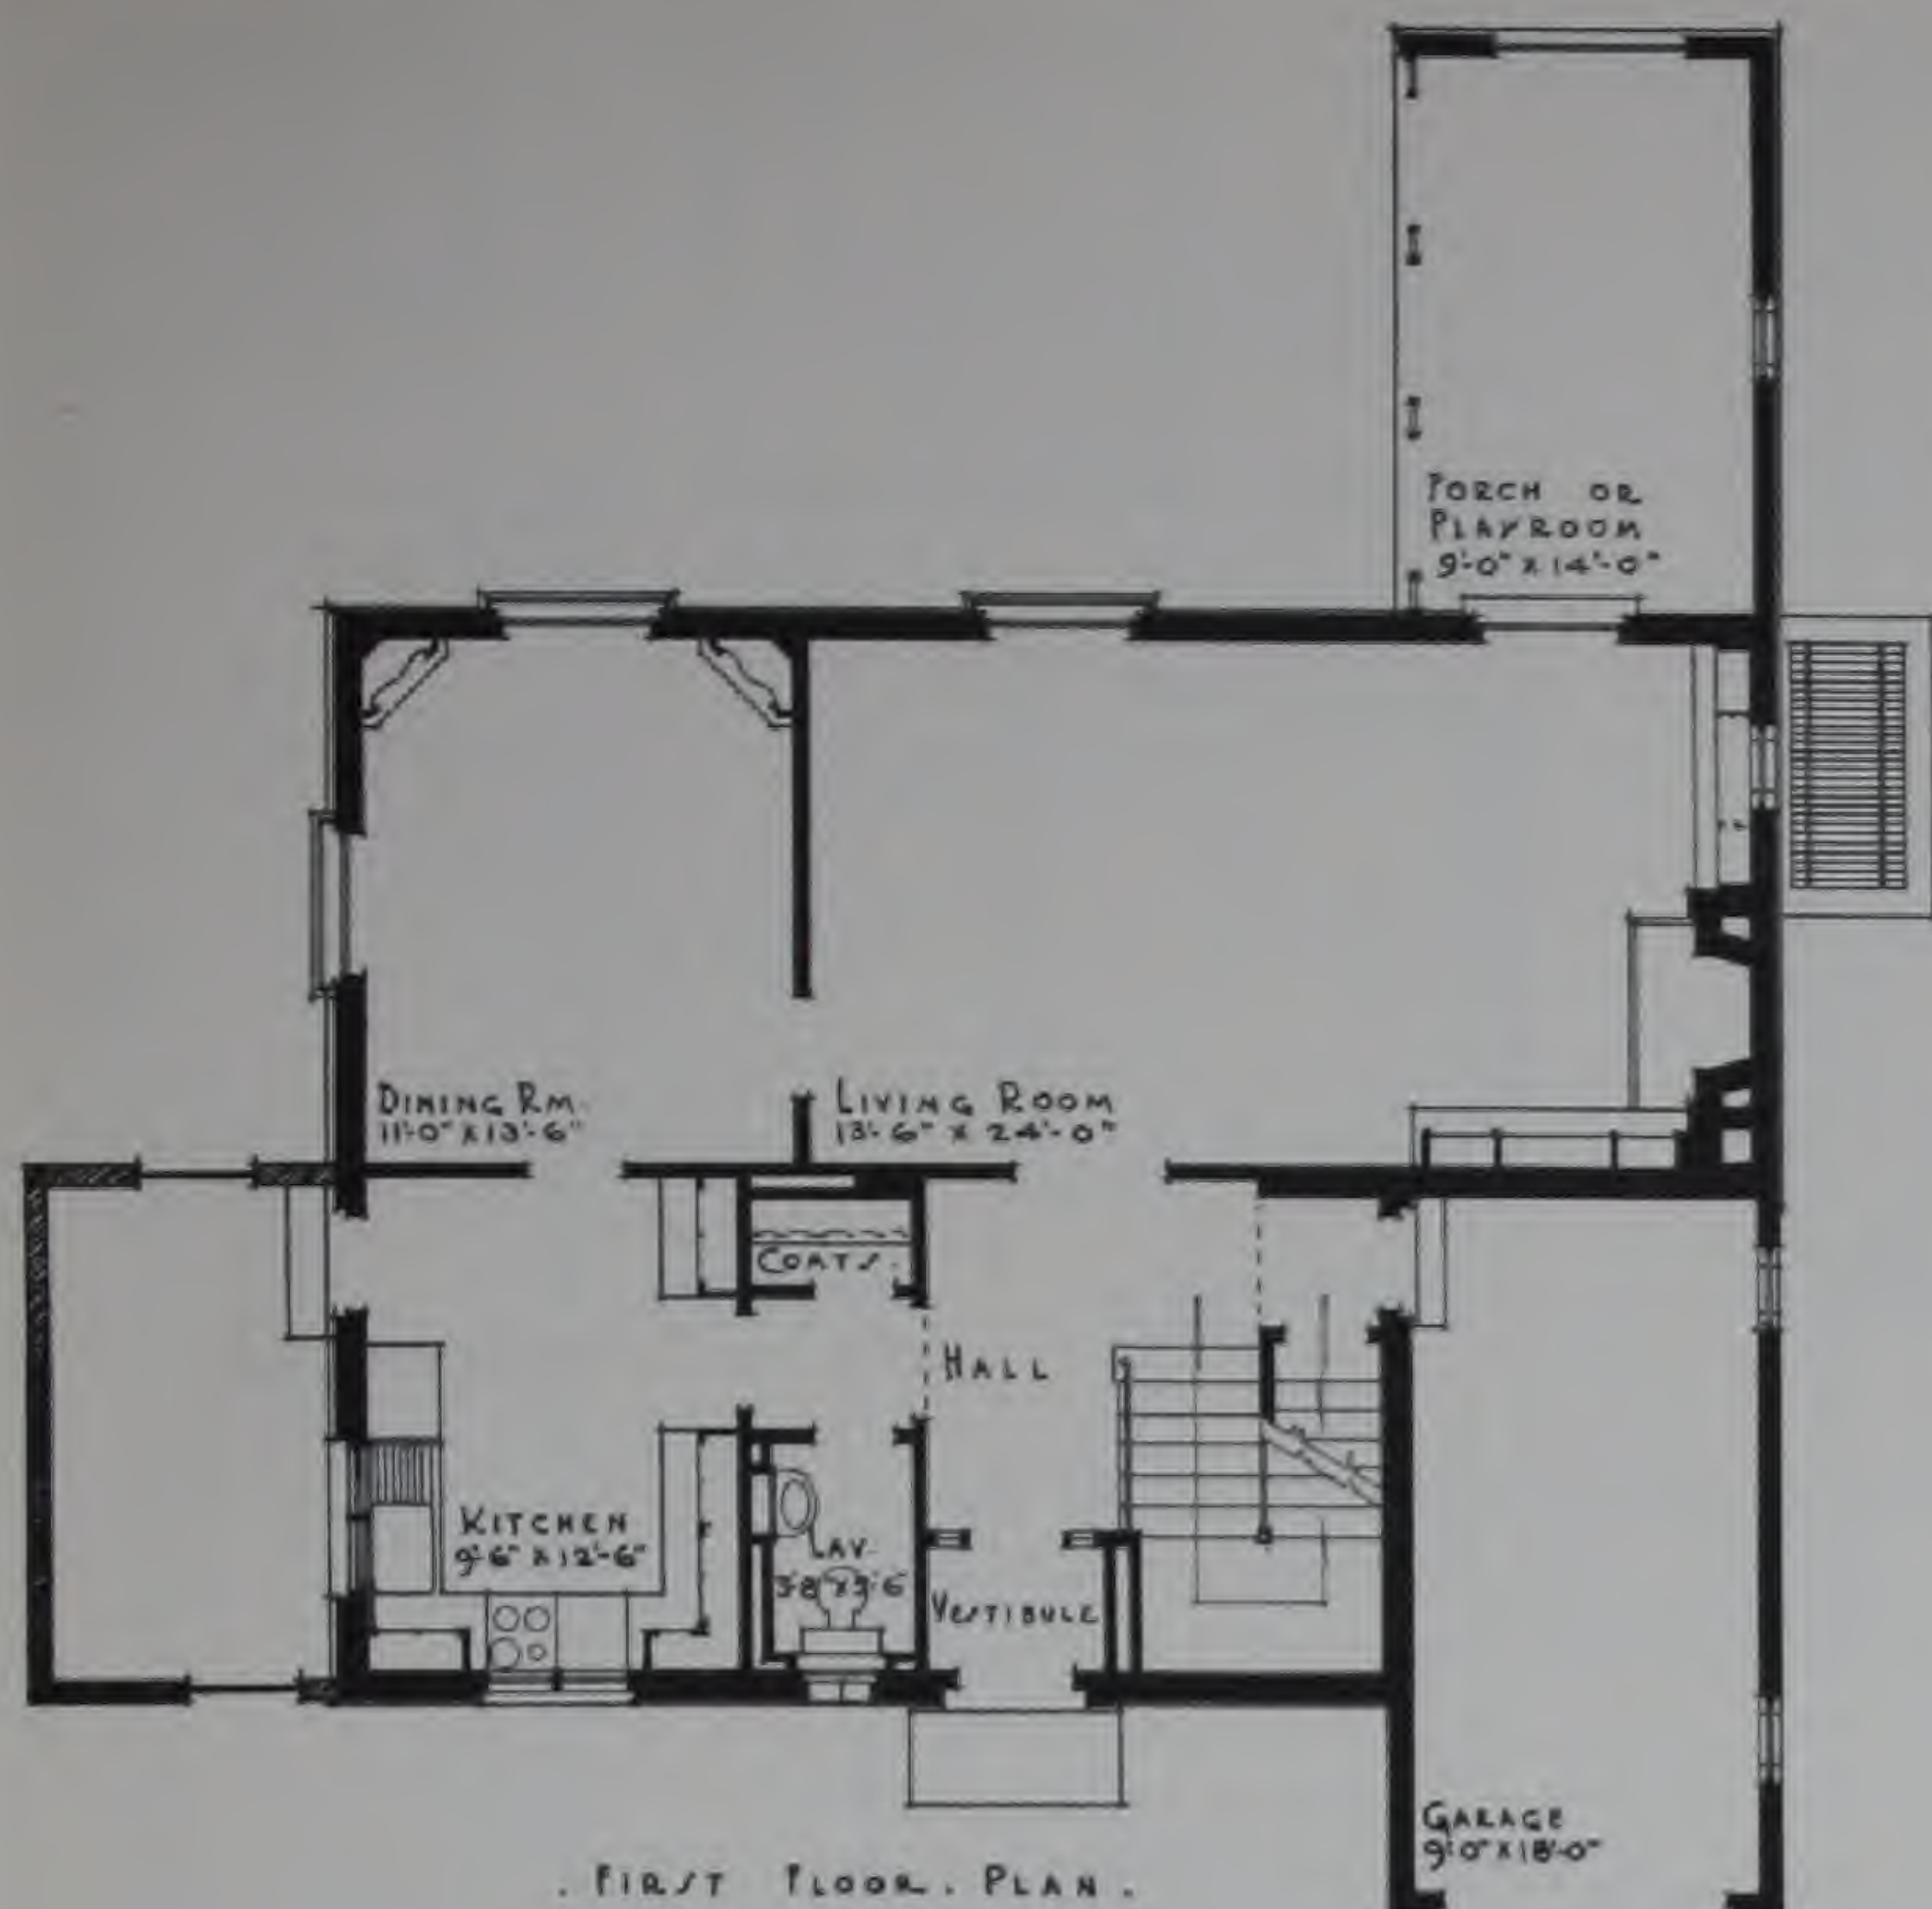 PORCH OR
PLAYROOM
9'-0" X 14'-0"
DINING RM.
11'-0" X 13'-6"
LIVING ROOM
13'-6" X 24'-0"
COATS.
HALL
KITCHEN
9'-6" X 12'-6"
LAV.
VESTIBULE
GARAGE
9'-0" X 18'-0"
. FIRST FLOOR . PLAN .